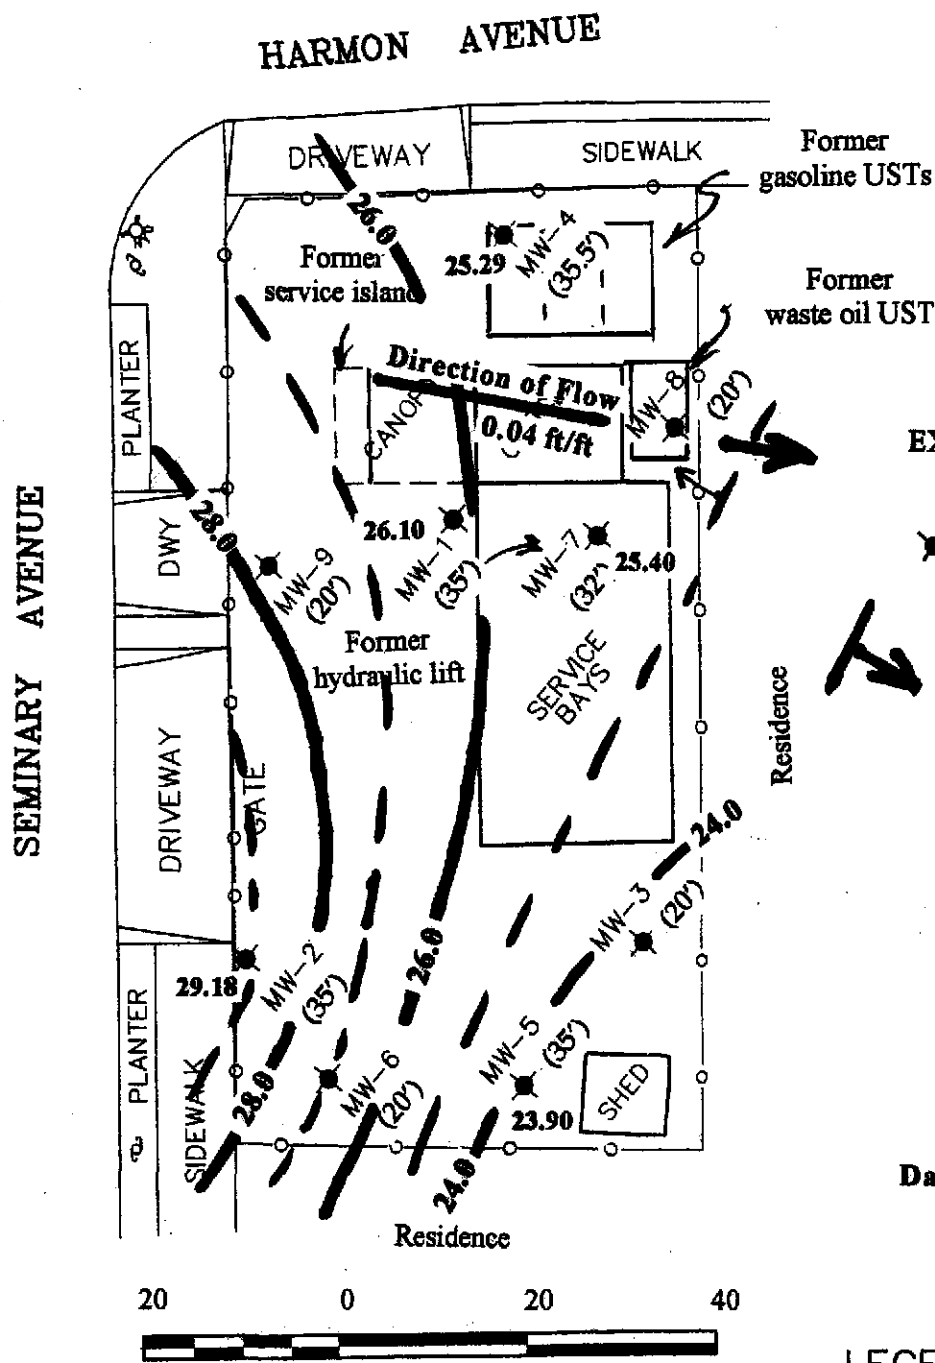 HARMON AVENUE
DRIVEWAY
SIDEWALK
Former
gasoline USTs
26.0
MW-4
(35.5')
25.29
Former
service island
Former
waste oil UST
PLANTER
Direction of Flow
0.04 ft/ft
MW-8
(20')
28.0
SEMINARY AVENUE
DWY
MW-9
(20')
26.10
MW-1
(35')
MW-7
(32')
25.40
Former
hydraulic lift
SERVICE
BAYS
Residence
DRIVEWAY
GATE
24.0
MW-3
(20')
29.18
MW-2
(35')
26.0
PLANTER
SIDEWALK
28.0
MW-6
(20')
MW-5
(35')
23.90
SHED
24.0
Residence
20 0 20 40